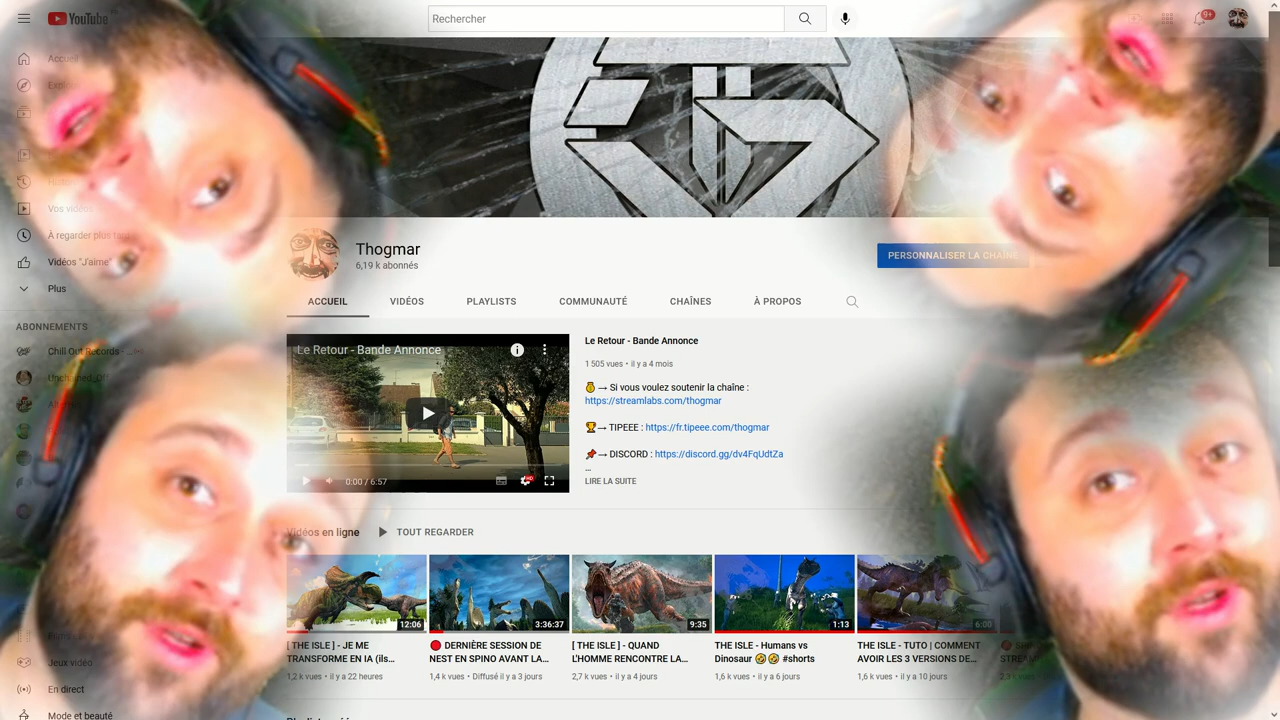 YouTube
Rechercher
9+
Accueil
Vos vidéos
À regarder plus tard
Vidéos "J'aime"
Plus
ABONNEMENTS
Chill Out Records - ...
Jeux vidéo
En direct
Mode et beauté
Thogmar
6,19 k abonnés
PERSONNALISER LA CHAÎNE
ACCUEIL VIDÉOS PLAYLISTS COMMUNAUTÉ CHAÎNES À PROPOS
Le Retour - Bande Annonce
0:00 / 6:57
Le Retour - Bande Annonce
1 505 vues • il y a 4 mois
→ Si vous voulez soutenir la chaîne :
https://streamlabs.com/thogmar
→ TIPEEE : https://fr.tipeee.com/thogmar
→ DISCORD : https://discord.gg/dv4FqUdtZa
...
LIRE LA SUITE
Vidéos en ligne TOUT REGARDER
12:06 3:36:37 9:35 1:13 6:00
[ THE ISLE ] - JE ME
TRANSFORME EN IA (ils...
1,2 k vues • il y a 22 heures
DERNIÈRE SESSION DE
NEST EN SPINO AVANT LA...
1,4 k vues • Diffusé il y a 3 jours
[ THE ISLE ] - QUAND
L'HOMME RENCONTRE LA...
2,7 k vues • il y a 4 jours
THE ISLE - Humans vs
Dinosaur 🤣🤣 #shorts
1,6 k vues • il y a 6 jours
THE ISLE - TUTO | COMMENT
AVOIR LES 3 VERSIONS DE...
1,6 k vues • il y a 10 jours